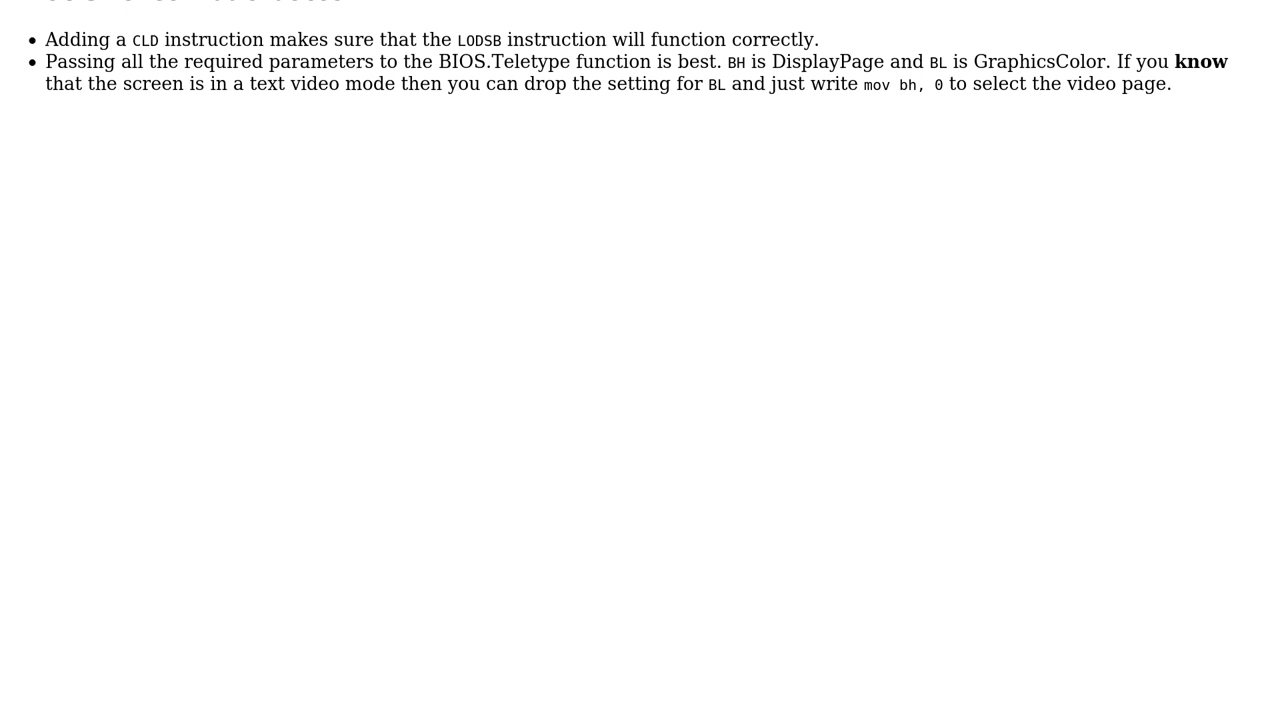 Adding a CLD instruction makes sure that the LODSB instruction will function correctly.
Passing all the required parameters to the BIOS.Teletype function is best. BH is DisplayPage and BL is GraphicsColor. If you know
that the screen is in a text video mode then you can drop the setting for BL and just write mov bh, 0 to select the video page.